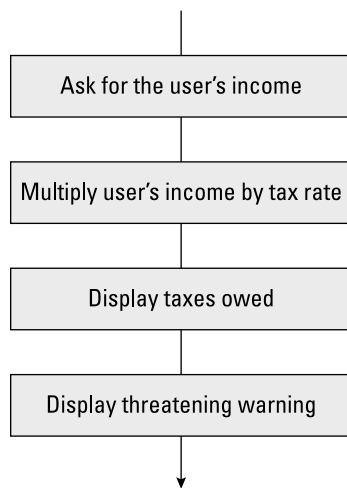 Ask for the user’s income
Multiply user’s income by tax rate
Display taxes owed
Display threatening warning